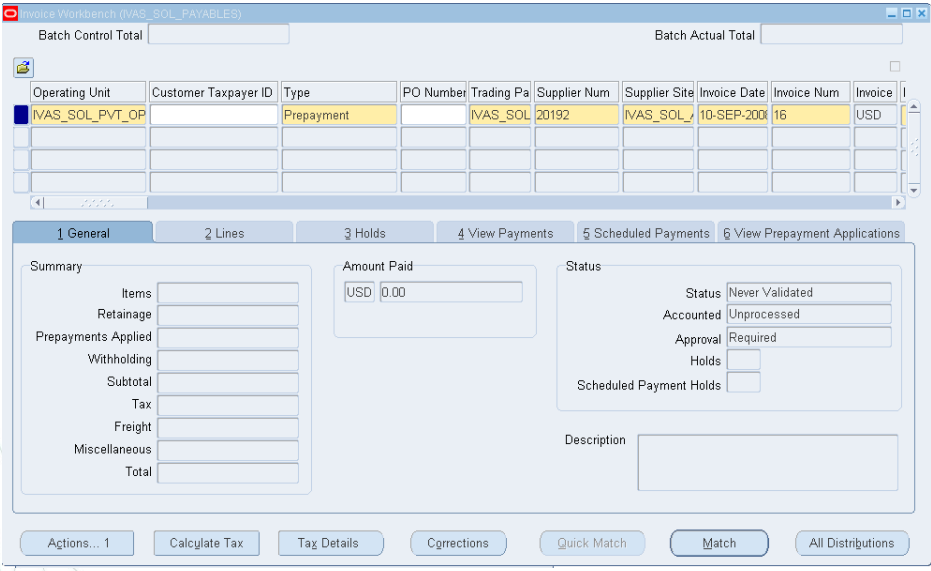 Invoice Workbench (IVAS_SOL_PAYABLES)
Batch Control Total
Batch Actual Total
Operating Unit Customer Taxpayer ID Type PO Number Trading Pa Supplier Num Supplier Site Invoice Date Invoice Num Invoice I
IVAS_SOL_PVT_OP Prepayment IVAS_SOL 20192 IVAS_SOL_ 10-SEP-200 16 USD
1 General 2 Lines 3 Holds 4 View Payments 5 Scheduled Payments 6 View Prepayment Applications
Summary
Items
Retainage
Prepayments Applied
Withholding
Subtotal
Tax
Freight
Miscellaneous
Total
Amount Paid
USD 0.00
Status
Status Never Validated
Accounted Unprocessed
Approval Required
Holds
Scheduled Payment Holds
Description
Actions... 1 Calculate Tax Tax Details Corrections Quick Match Match All Distributions